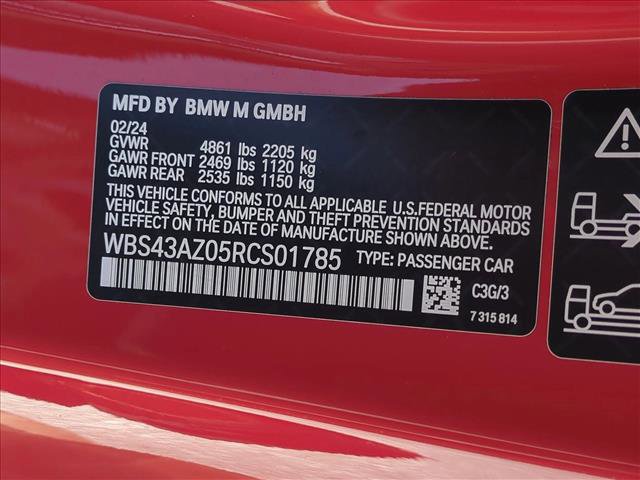 MFD BY BMW M GMBH
02/24
GVWR 4861 lbs 2205 kg
GAWR FRONT 2469 lbs 1120 kg
GAWR REAR 2535 lbs 1150 kg
THIS VEHICLE CONFORMS TO ALL APPLICABLE U.S.FEDERAL MOTOR
VEHICLE SAFETY, BUMPER AND THEFT PREVENTION STANDARDS
IN EFFECT ON THE DATE OF MANUFACTURE SHOWN ABOVE.
WBS43AZ05RCS01785 TYPE: PASSENGER CAR
C3G/3
7 315 814